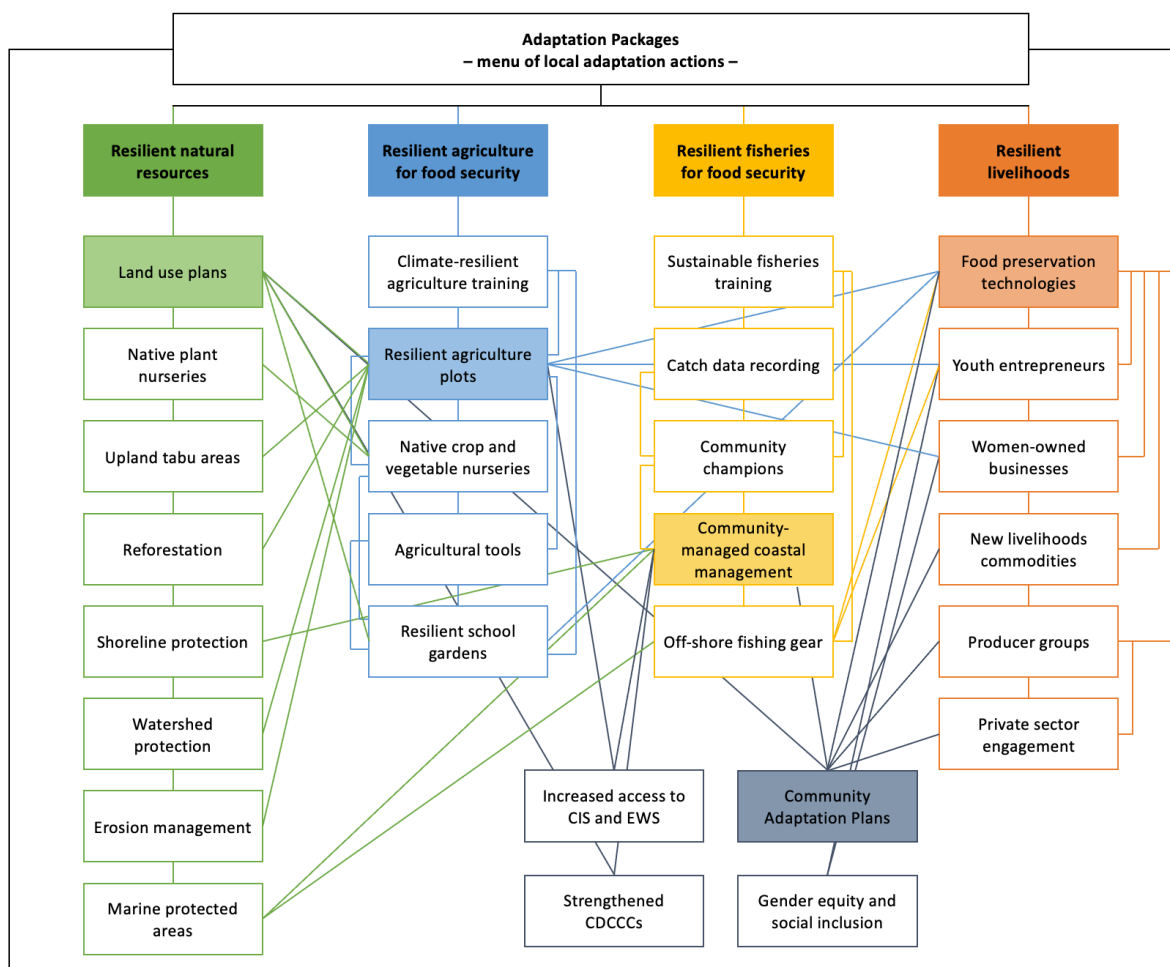 Adaptation Packages
– menu of local adaptation actions –
Resilient natural
resources
Land use plans
Native plant
nurseries
Upland tabu areas
Reforestation
Shoreline protection
Watershed
protection
Erosion management
Marine protected
areas
Resilient agriculture
for food security
Climate-resilient
agriculture training
Resilient agriculture
plots
Native crop and
vegetable nurseries
Agricultural tools
Resilient school
gardens
Resilient fisheries
for food security
Sustainable fisheries
training
Catch data recording
Community
champions
Community-
managed coastal
management
Off-shore fishing gear
Resilient
livelihoods
Food preservation
technologies
Youth entrepreneurs
Women-owned
businesses
New livelihoods
commodities
Producer groups
Private sector
engagement
Increased access to
CIS and EWS
Strengthened
CDCCCs
Community
Adaptation Plans
Gender equity and
social inclusion